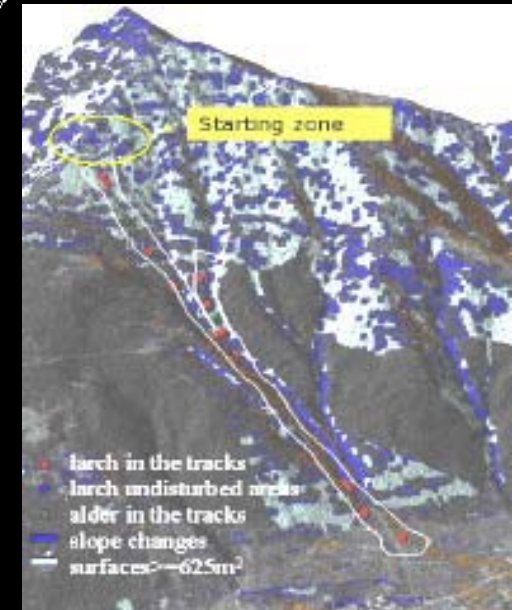 Starting zone
larch in the tracks
larch undisturbed areas
alder in the tracks
slope changes
surfaces>=625m²